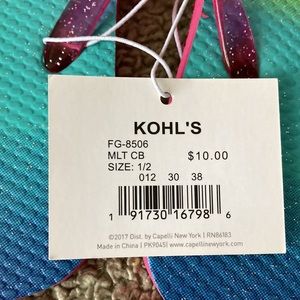 KOHL'S
FG-8506
MLT CB $10.00
SIZE: 1/2
012 30 38
1 91730 16798 6
©2017 Dist. by Capelli New York | RN86183
Made in China | PK9045I | www.capellinewyork.com